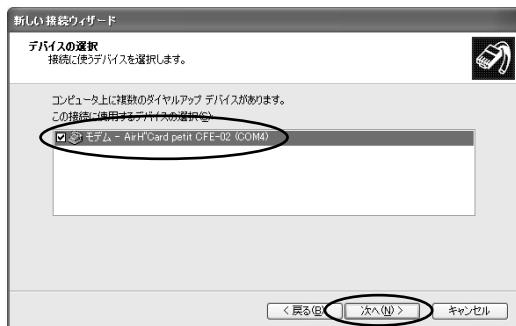 新しい接続ウィザード
デバイスの選択
接続に使うデバイスを選択します。
コンピュータ上に複数のダイヤルアップ デバイスがあります。
この接続に使用するデバイスの選択(S):
モデム - AirH"Card petit CFE-02 (COM4)
< 戻る(B)
次へ(N) >
キャンセル